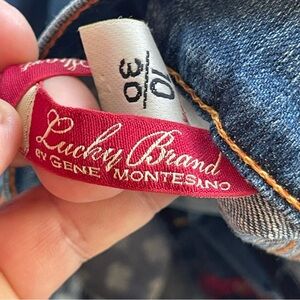 10
30
Lucky Brand
BY GENE MONTESANO